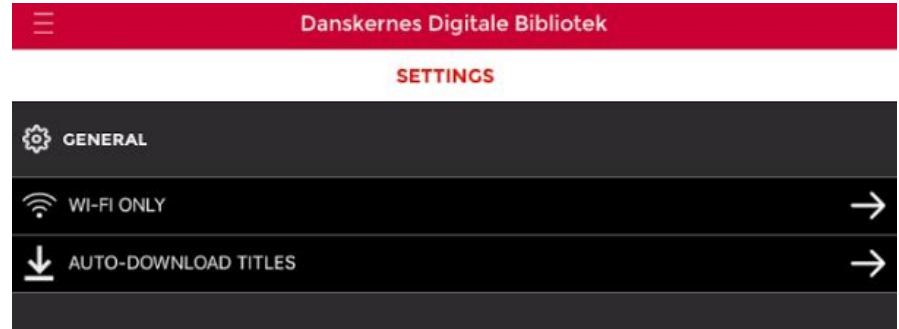 Danskernes Digitale Bibliotek
SETTINGS
GENERAL
WI-FI ONLY
AUTO-DOWNLOAD TITLES